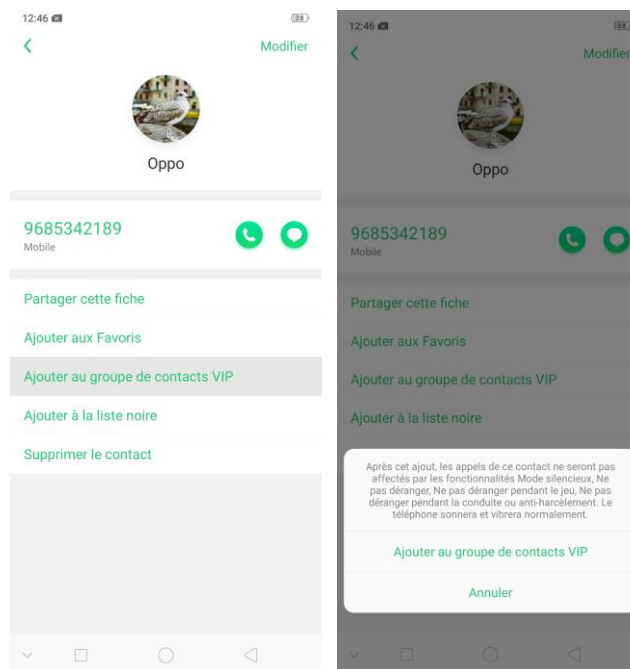 12:46
28
Modifier
Oppo
9685342189
Mobile
Partager cette fiche
Ajouter aux Favoris
Ajouter au groupe de contacts VIP
Ajouter à la liste noire
Supprimer le contact
12:46
28
Modifier
Oppo
9685342189
Mobile
Partager cette fiche
Ajouter aux Favoris
Ajouter au groupe de contacts VIP
Ajouter à la liste noire
Après cet ajout, les appels de ce contact ne seront pas
affectés par les fonctionnalités Mode silencieux, Ne
pas déranger, Ne pas déranger pendant le jeu, Ne pas
déranger pendant la conduite ou anti-harcèlement. Le
téléphone sonnera et vibrera normalement.
Ajouter au groupe de contacts VIP
Annuler